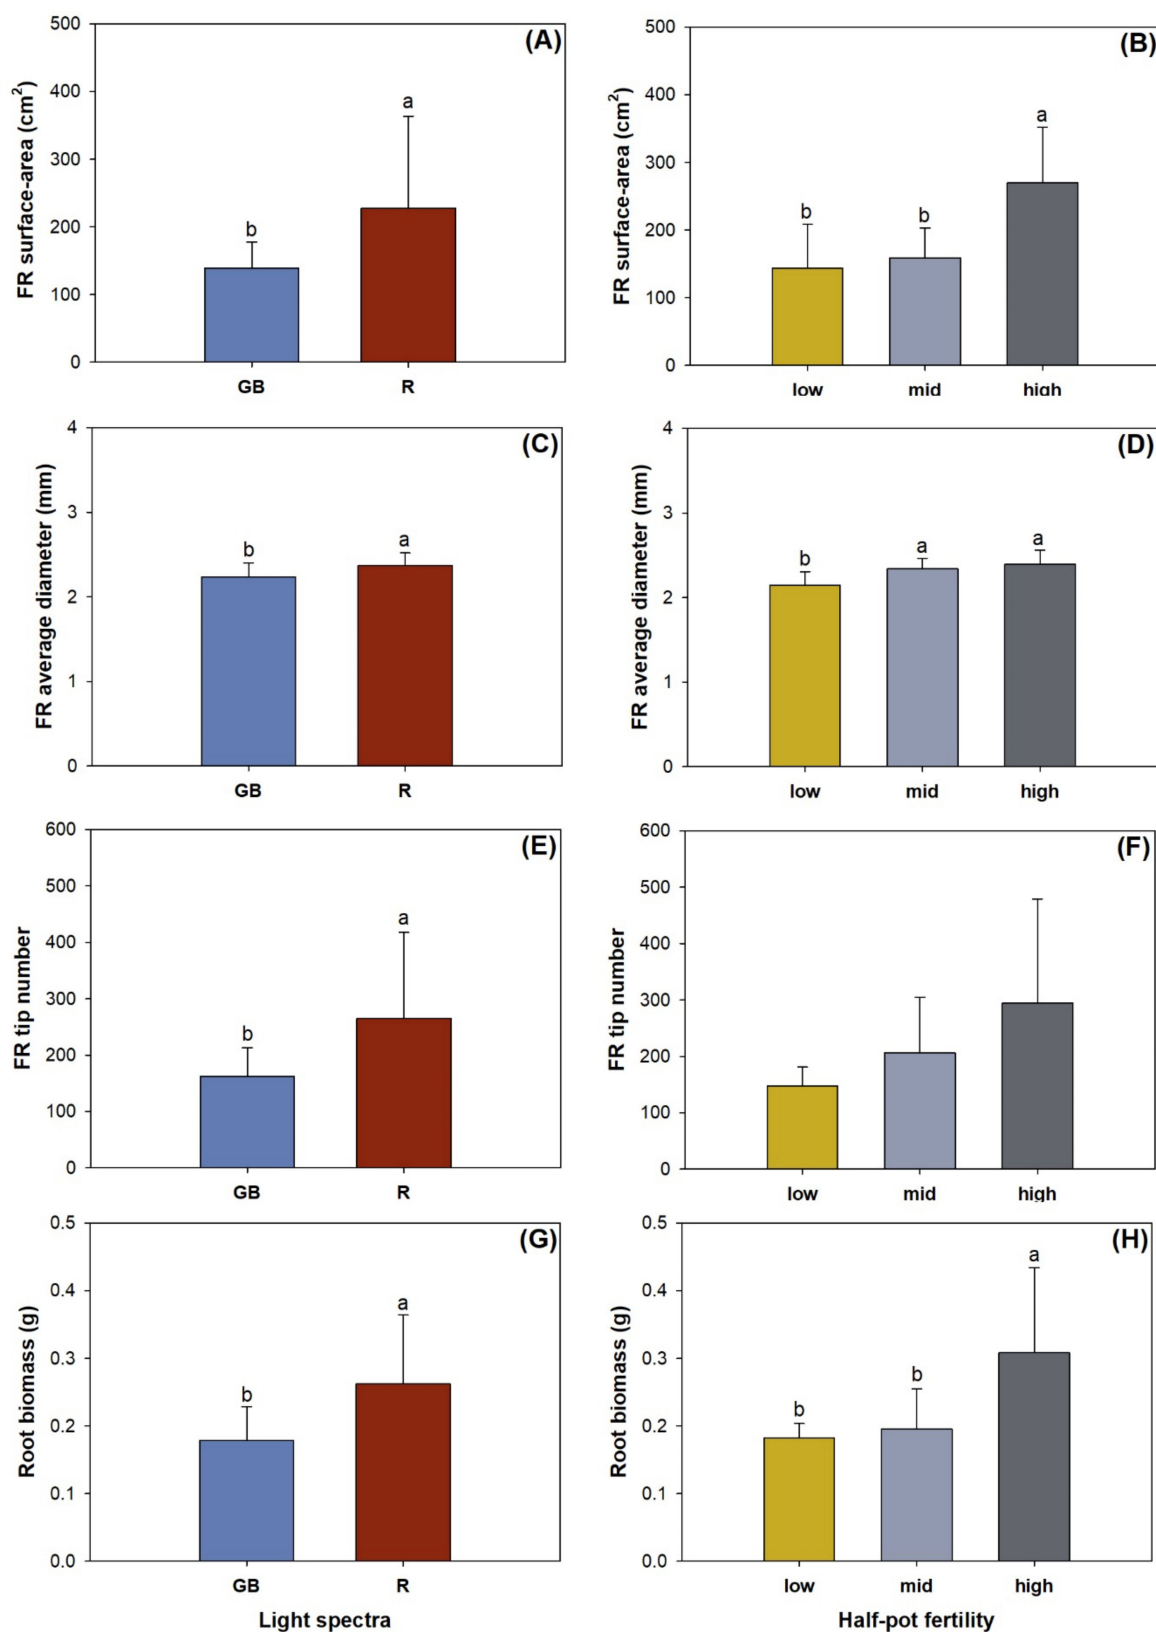 (A)
FR surface-area (cm²)
500
400
300
200
100
0
b
a
GB
R
(B)
FR surface-area (cm²)
500
400
300
200
100
0
b
b
a
low
mid
high
(C)
FR average diameter (mm)
4
3
2
1
0
b
a
GB
R
(D)
FR average diameter (mm)
4
3
2
1
0
b
a
a
low
mid
high
(E)
FR tip number
600
500
400
300
200
100
0
b
a
GB
R
(F)
FR tip number
600
500
400
300
200
100
0
low
mid
high
(G)
Root biomass (g)
0.5
0.4
0.3
0.2
0.1
0.0
b
a
GB
R
Light spectra
(H)
Root biomass (g)
0.5
0.4
0.3
0.2
0.1
0.0
b
b
a
low
mid
high
Half-pot fertility